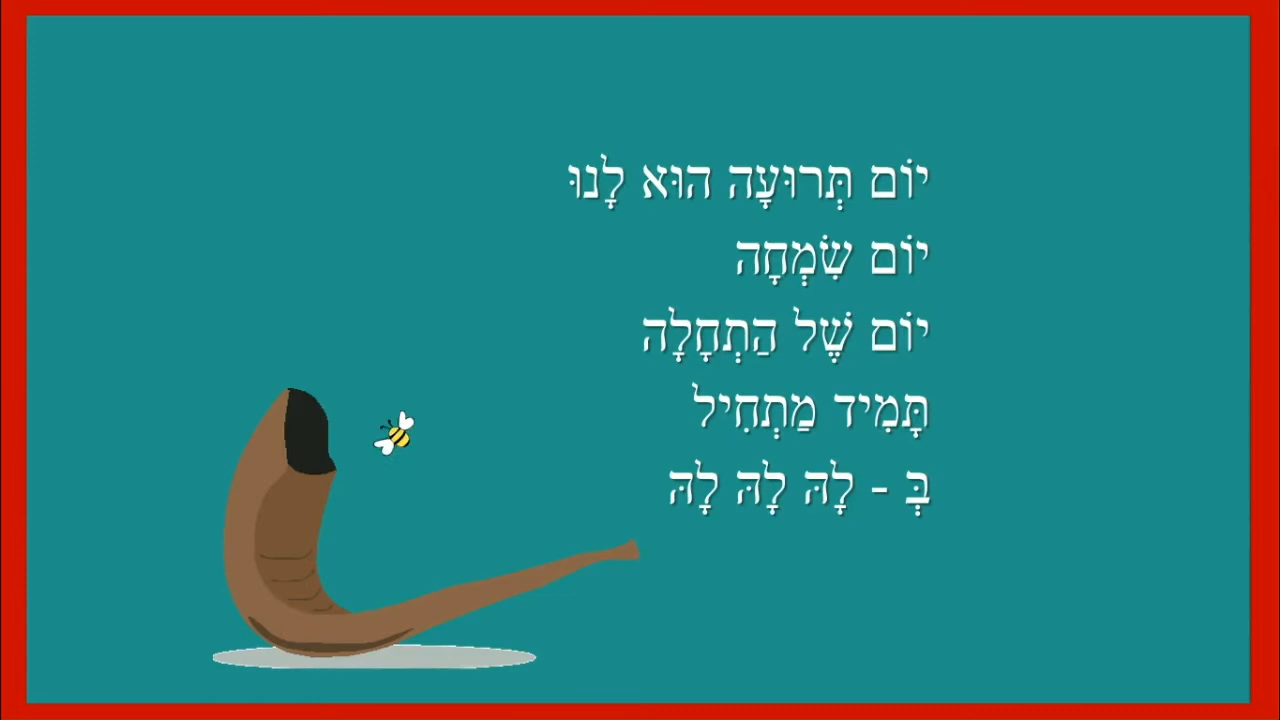 יוֹם תְּרוּעָה הוּא לָנוּ
יוֹם שִׂמְחָה
יוֹם שֶׁל הַתְחָלָה
תָּמִיד מַתְחִיל
בְּ - לָהּ לָהּ לָהּ